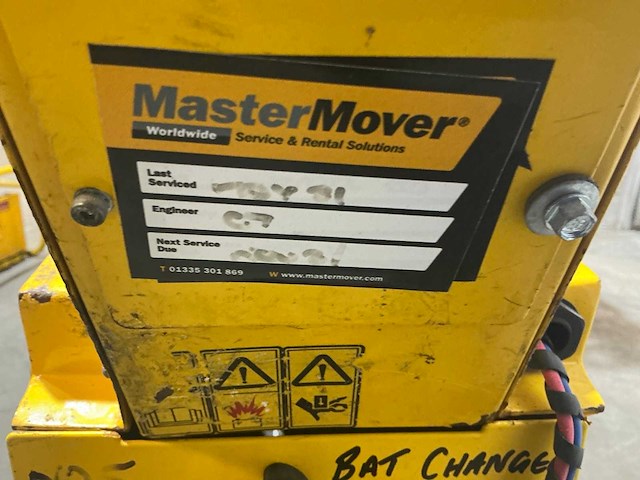 MasterMover®
Worldwide
Service & Rental Solutions
Last
Serviced
Engineer
Next Service
Due
T 01335 301 869 W www.mastermover.com
BAT CHANGE